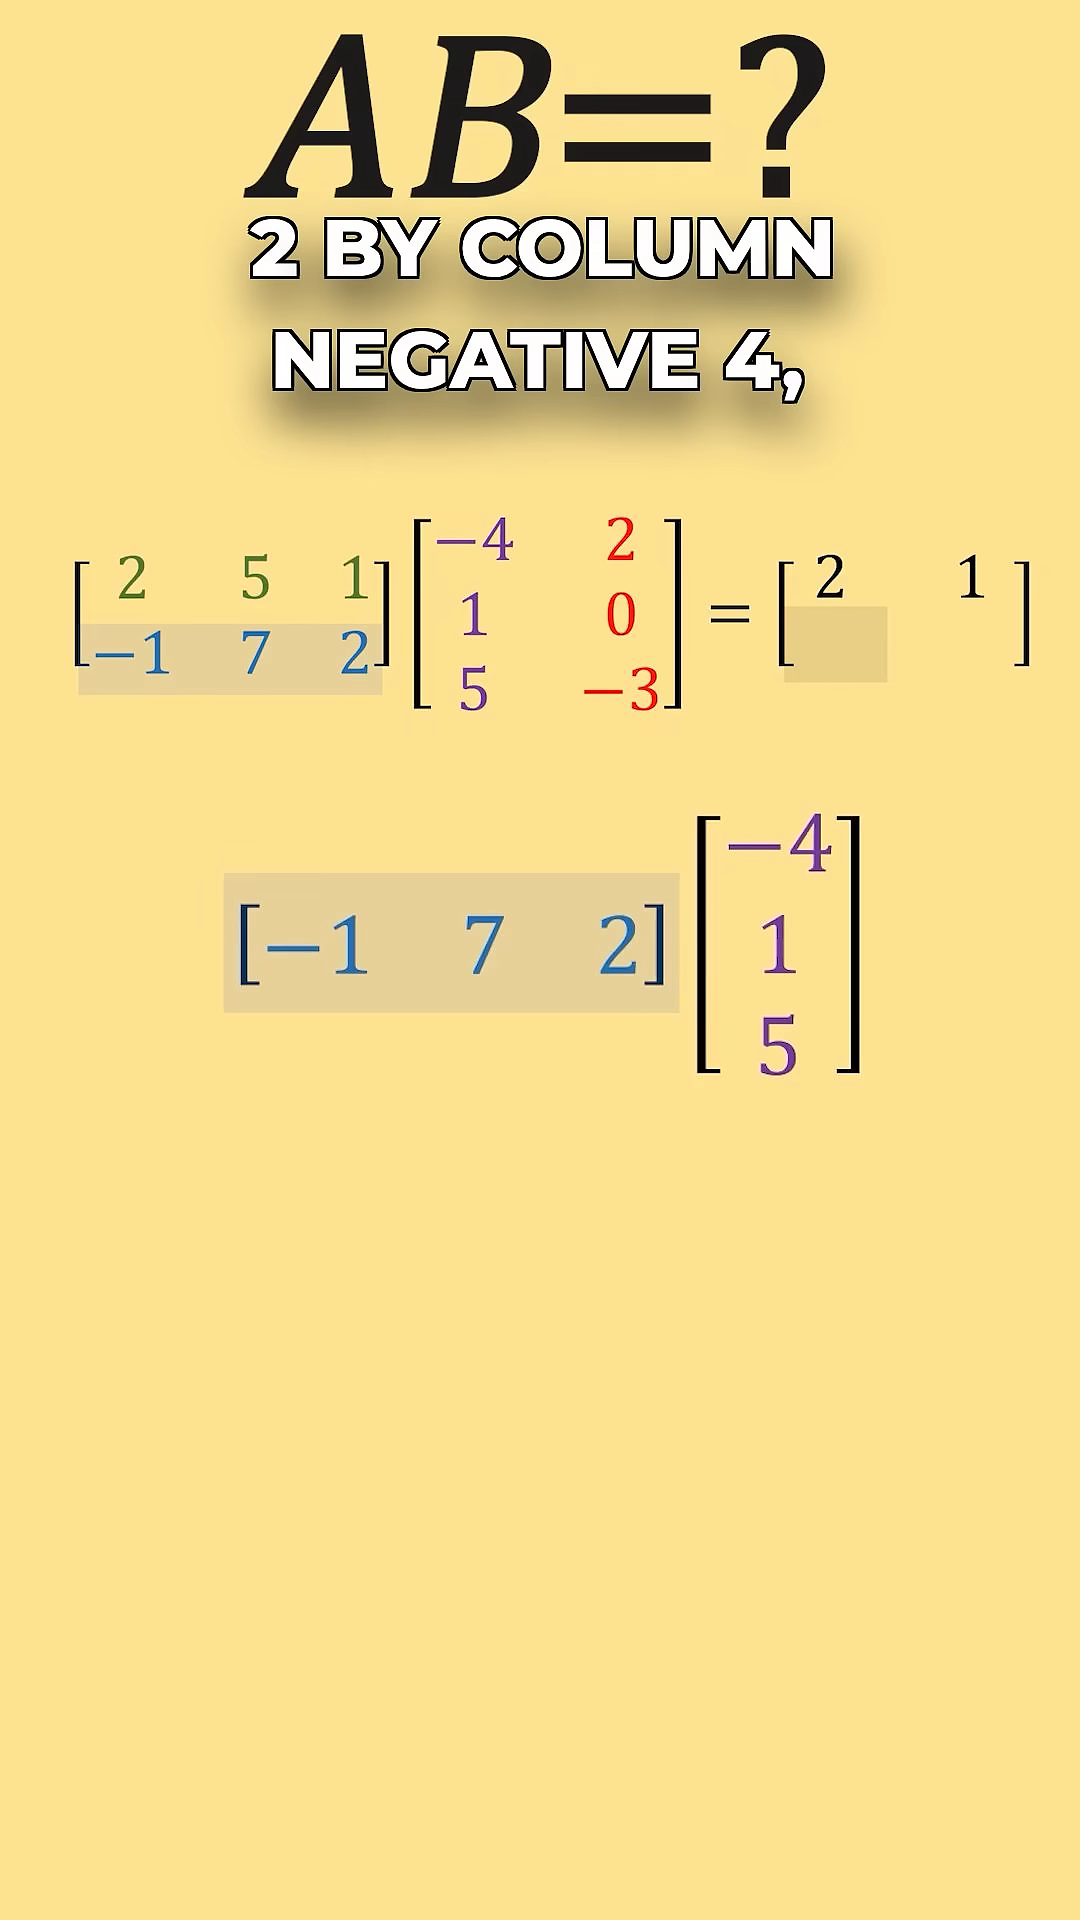 AB=?
2 BY COLUMN
NEGATIVE 4,
[2 5 1
−1 7 2] [−4 2
1 0
5 −3] = [2 1
]
[−1 7 2] [−4
1
5]